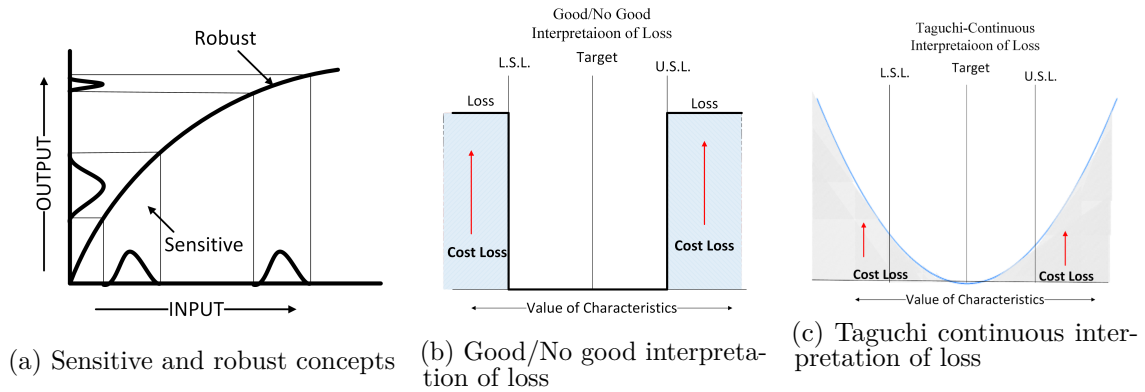 Robust
OUTPUT
Sensitive
INPUT
(a) Sensitive and robust concepts
Good/No Good
Interpretaioon of Loss
L.S.L.
Target
U.S.L.
Loss
Loss
Cost Loss
Cost Loss
Value of Characteristics
(b) Good/No good interpreta-
tion of loss
Taguchi-Continuous
Interpretaioon of Loss
L.S.L.
Target
U.S.L.
Cost Loss
Cost Loss
Value of Characteristics
(c) Taguchi continuous inter-
pretation of loss